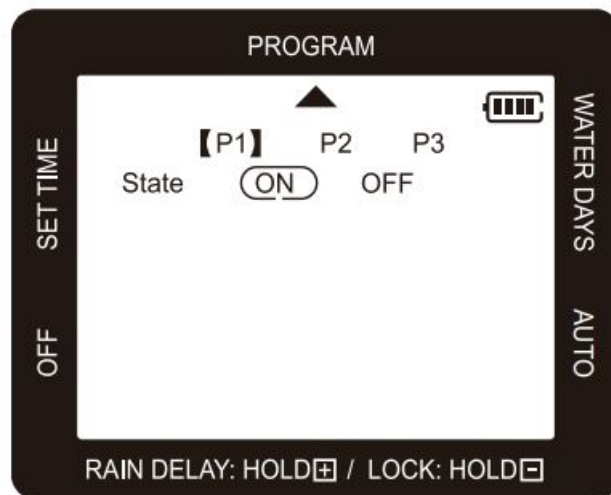 PROGRAM
【P1】 P2 P3
State ON OFF
SET TIME
OFF
WATER DAYS
AUTO
RAIN DELAY: HOLD⊞ / LOCK: HOLD⊟